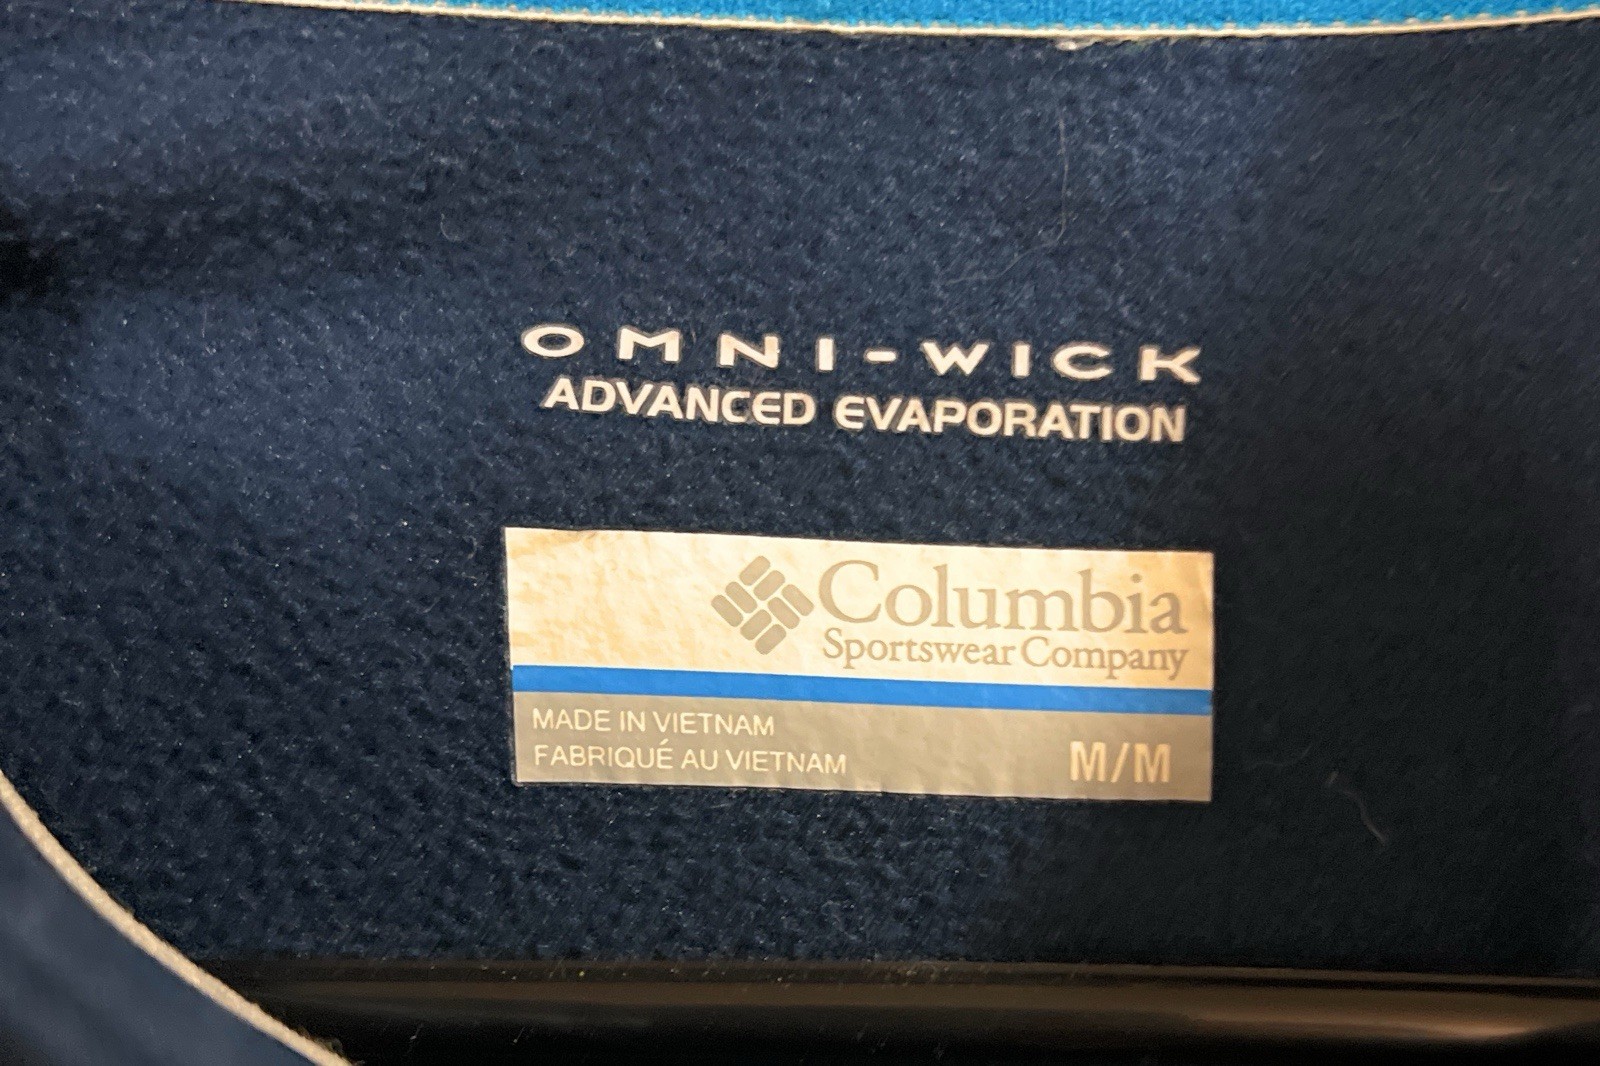 OMNI-WICK
ADVANCED EVAPORATION
Columbia
Sportswear Company
MADE IN VIETNAM
FABRIQUÉ AU VIETNAM
M/M